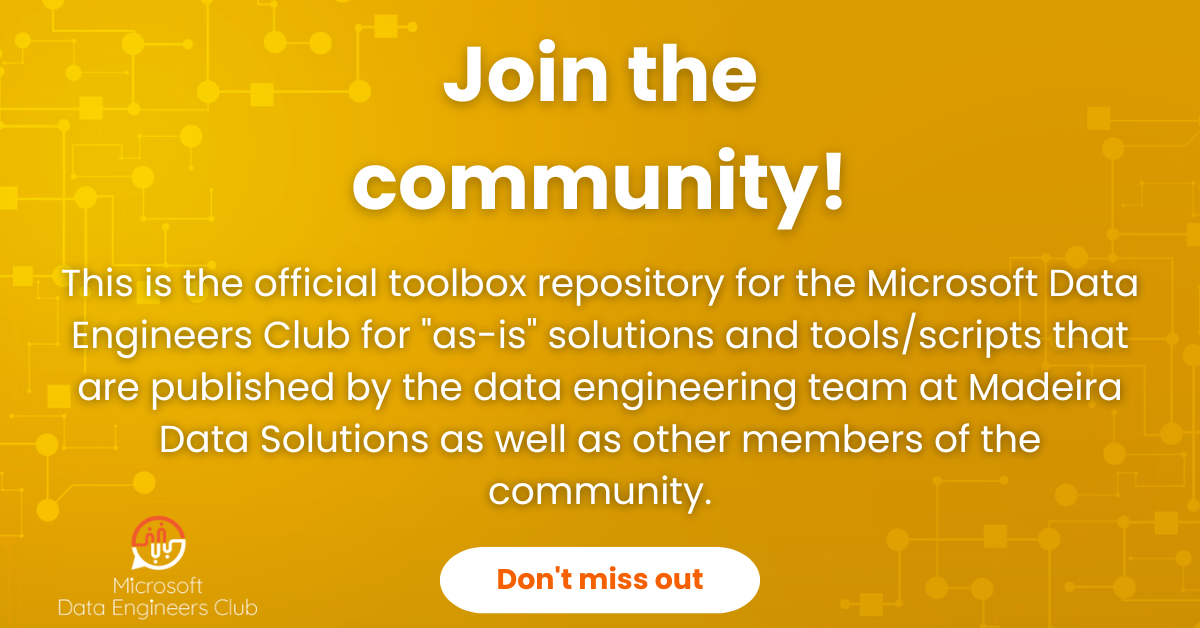 Join the
community!
This is the official toolbox repository for the Microsoft Data
Engineers Club for "as-is" solutions and tools/scripts that
are published by the data engineering team at Madeira
Data Solutions as well as other members of the
community.
Microsoft
Data Engineers Club
Don't miss out